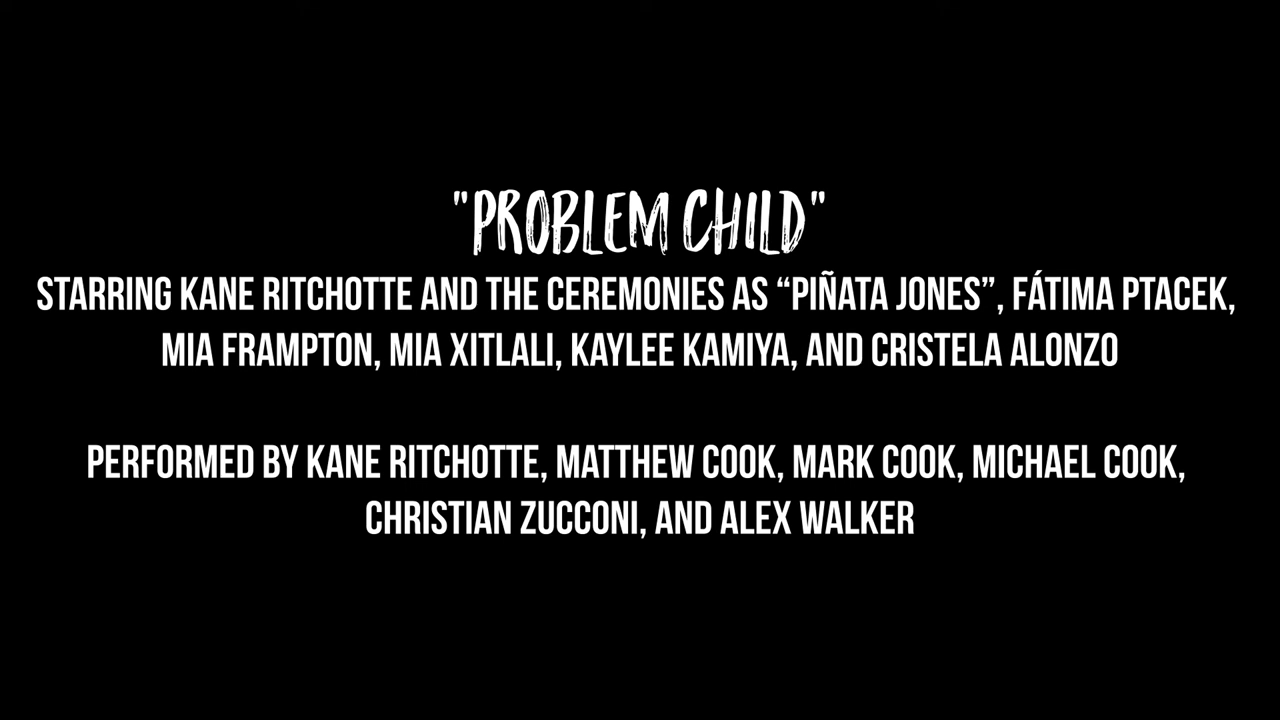 "PROBLEM CHILD"
STARRING KANE RITCHOTTE AND THE CEREMONIES AS “PIÑATA JONES”, FÁTIMA PTACEK,
MIA FRAMPTON, MIA XITLALI, KAYLEE KAMIYA, AND CRISTELA ALONZO
PERFORMED BY KANE RITCHOTTE, MATTHEW COOK, MARK COOK, MICHAEL COOK,
CHRISTIAN ZUCCONI, AND ALEX WALKER